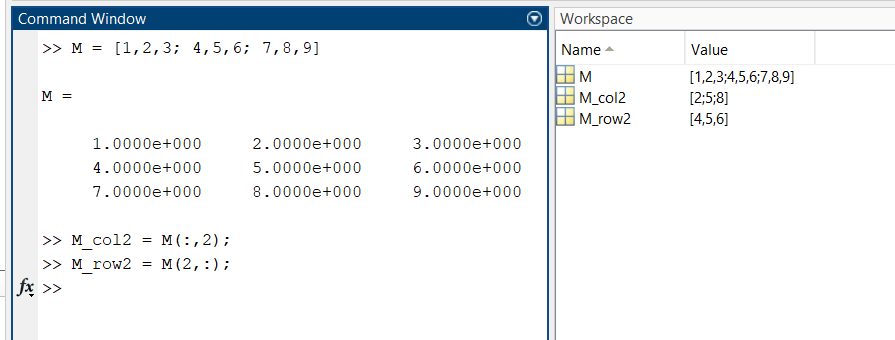 Command Window
>> M = [1,2,3; 4,5,6; 7,8,9]
M =
1.0000e+000 2.0000e+000 3.0000e+000
4.0000e+000 5.0000e+000 6.0000e+000
7.0000e+000 8.0000e+000 9.0000e+000
>> M_col2 = M(:,2);
>> M_row2 = M(2,:);
fx >>
Workspace
Name Value
M [1,2,3;4,5,6;7,8,9]
M_col2 [2;5;8]
M_row2 [4,5,6]